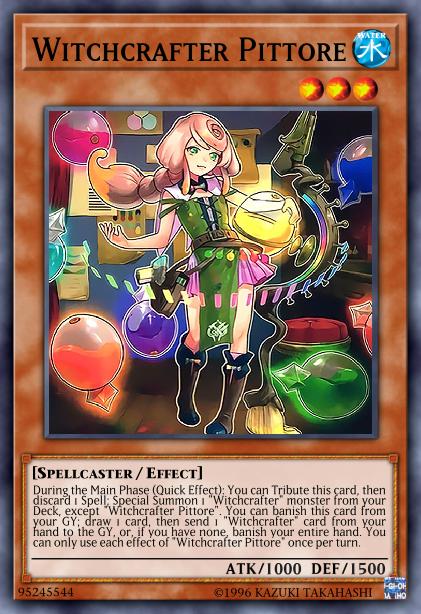 Witchcrafter Pittore
WATER
水
[Spellcaster / Effect]
During the Main Phase (Quick Effect): You can Tribute this card, then
discard 1 Spell; Special Summon 1 "Witchcrafter" monster from your
Deck, except "Witchcrafter Pittore". You can banish this card from
your GY; draw 1 card, then send 1 "Witchcrafter" card from your
hand to the GY, or, if you have none, banish your entire hand. You
can only use each effect of "Witchcrafter Pittore" once per turn.
ATK/1000 DEF/1500
95245544
©1996 KAZUKI TAKAHASHI